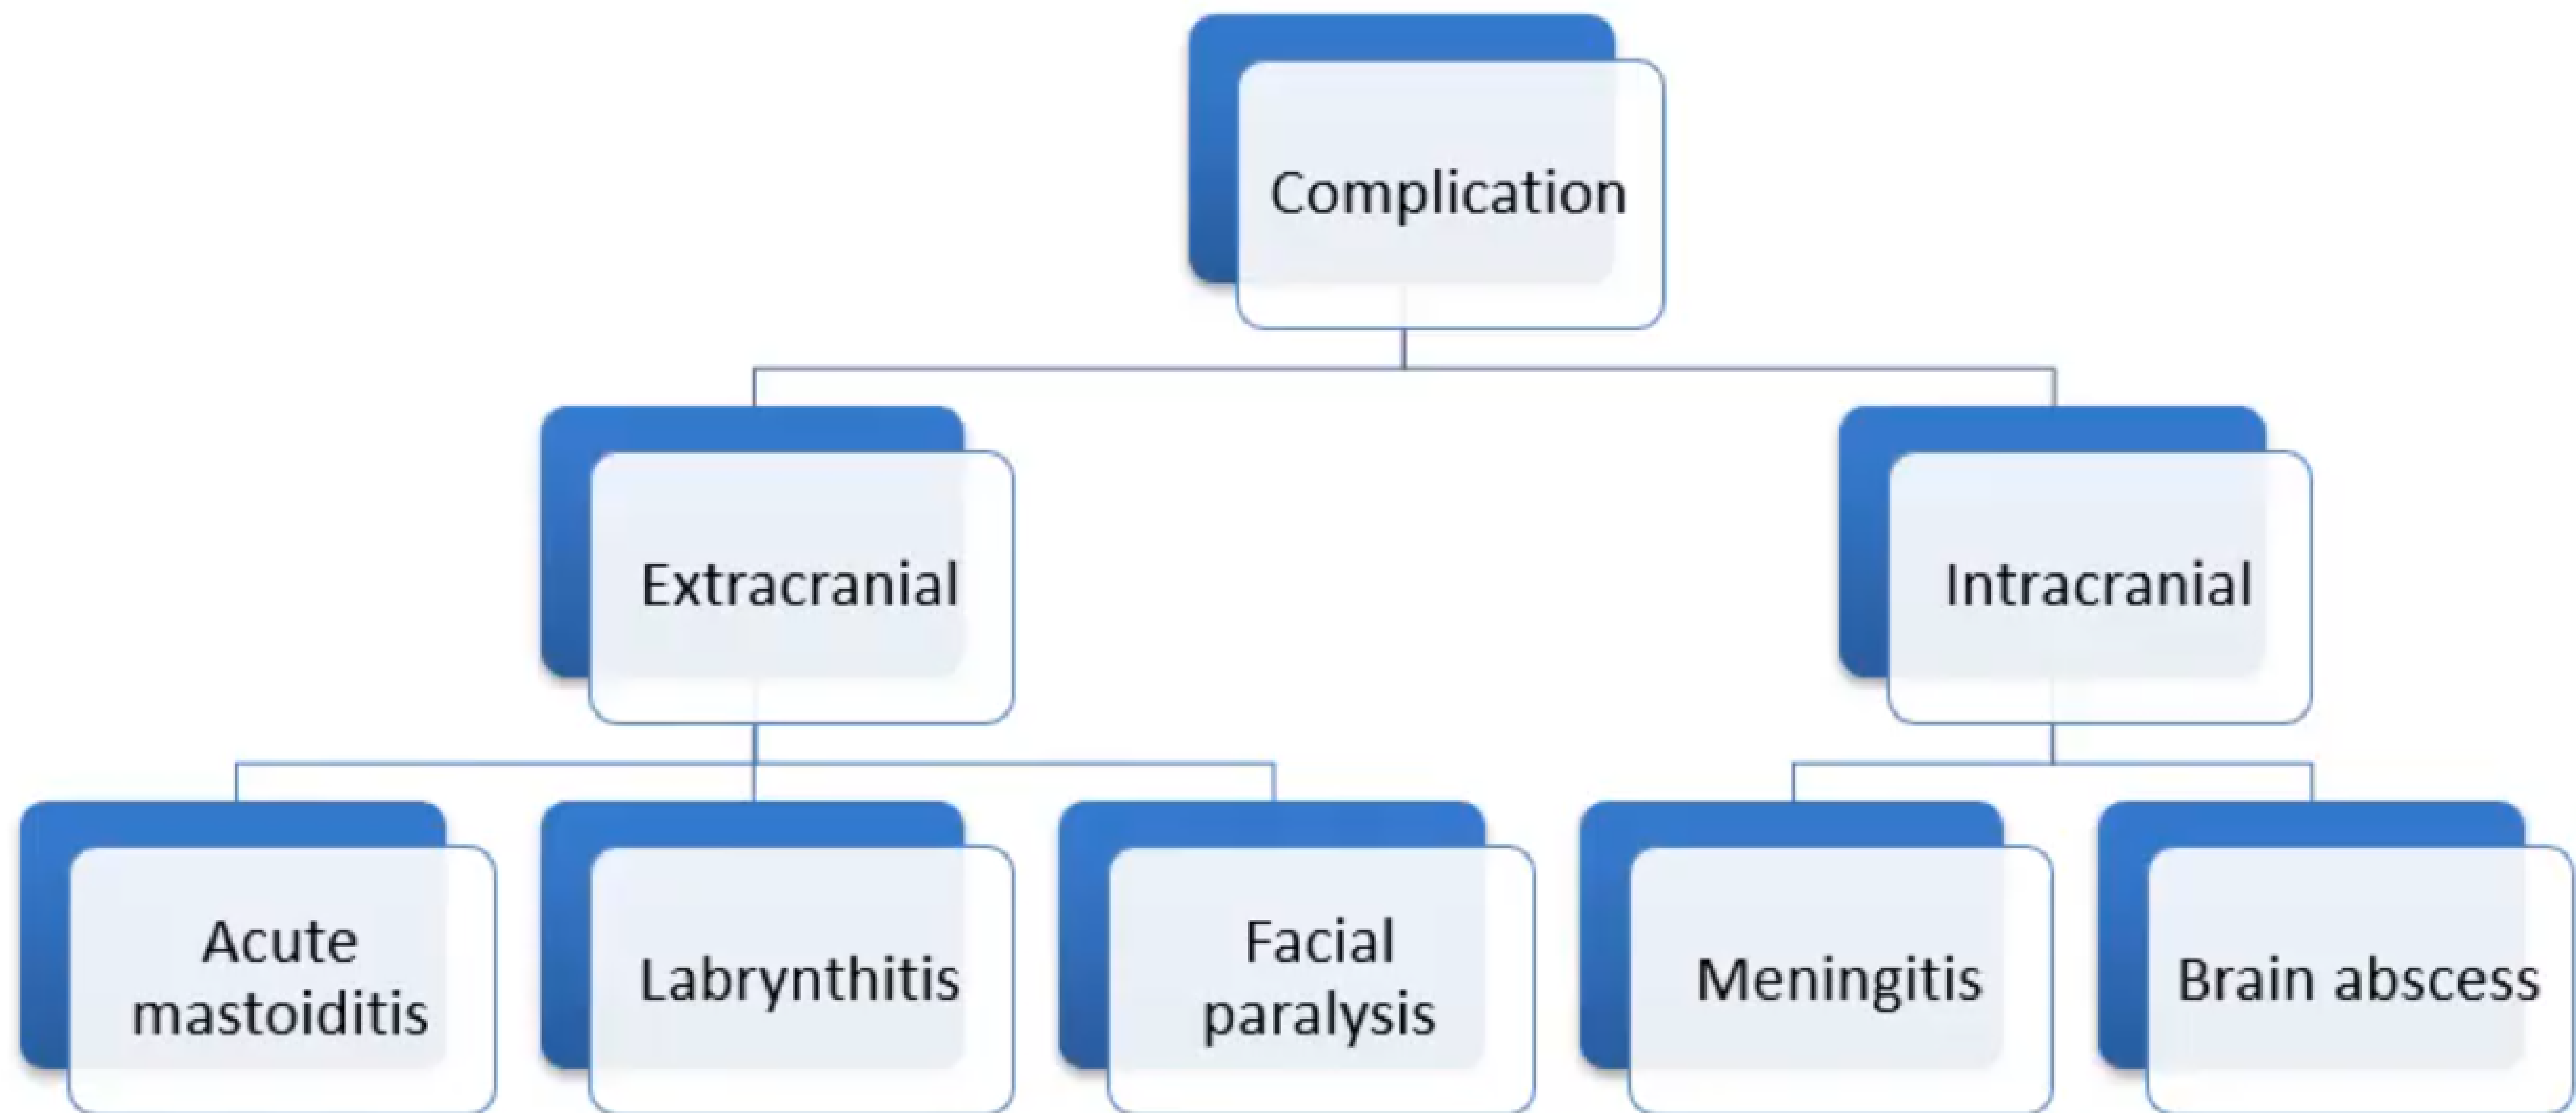 Complication
Extracranial
Intracranial
Acute
mastoiditis
Labrynthitis
Facial
paralysis
Meningitis
Brain abscess